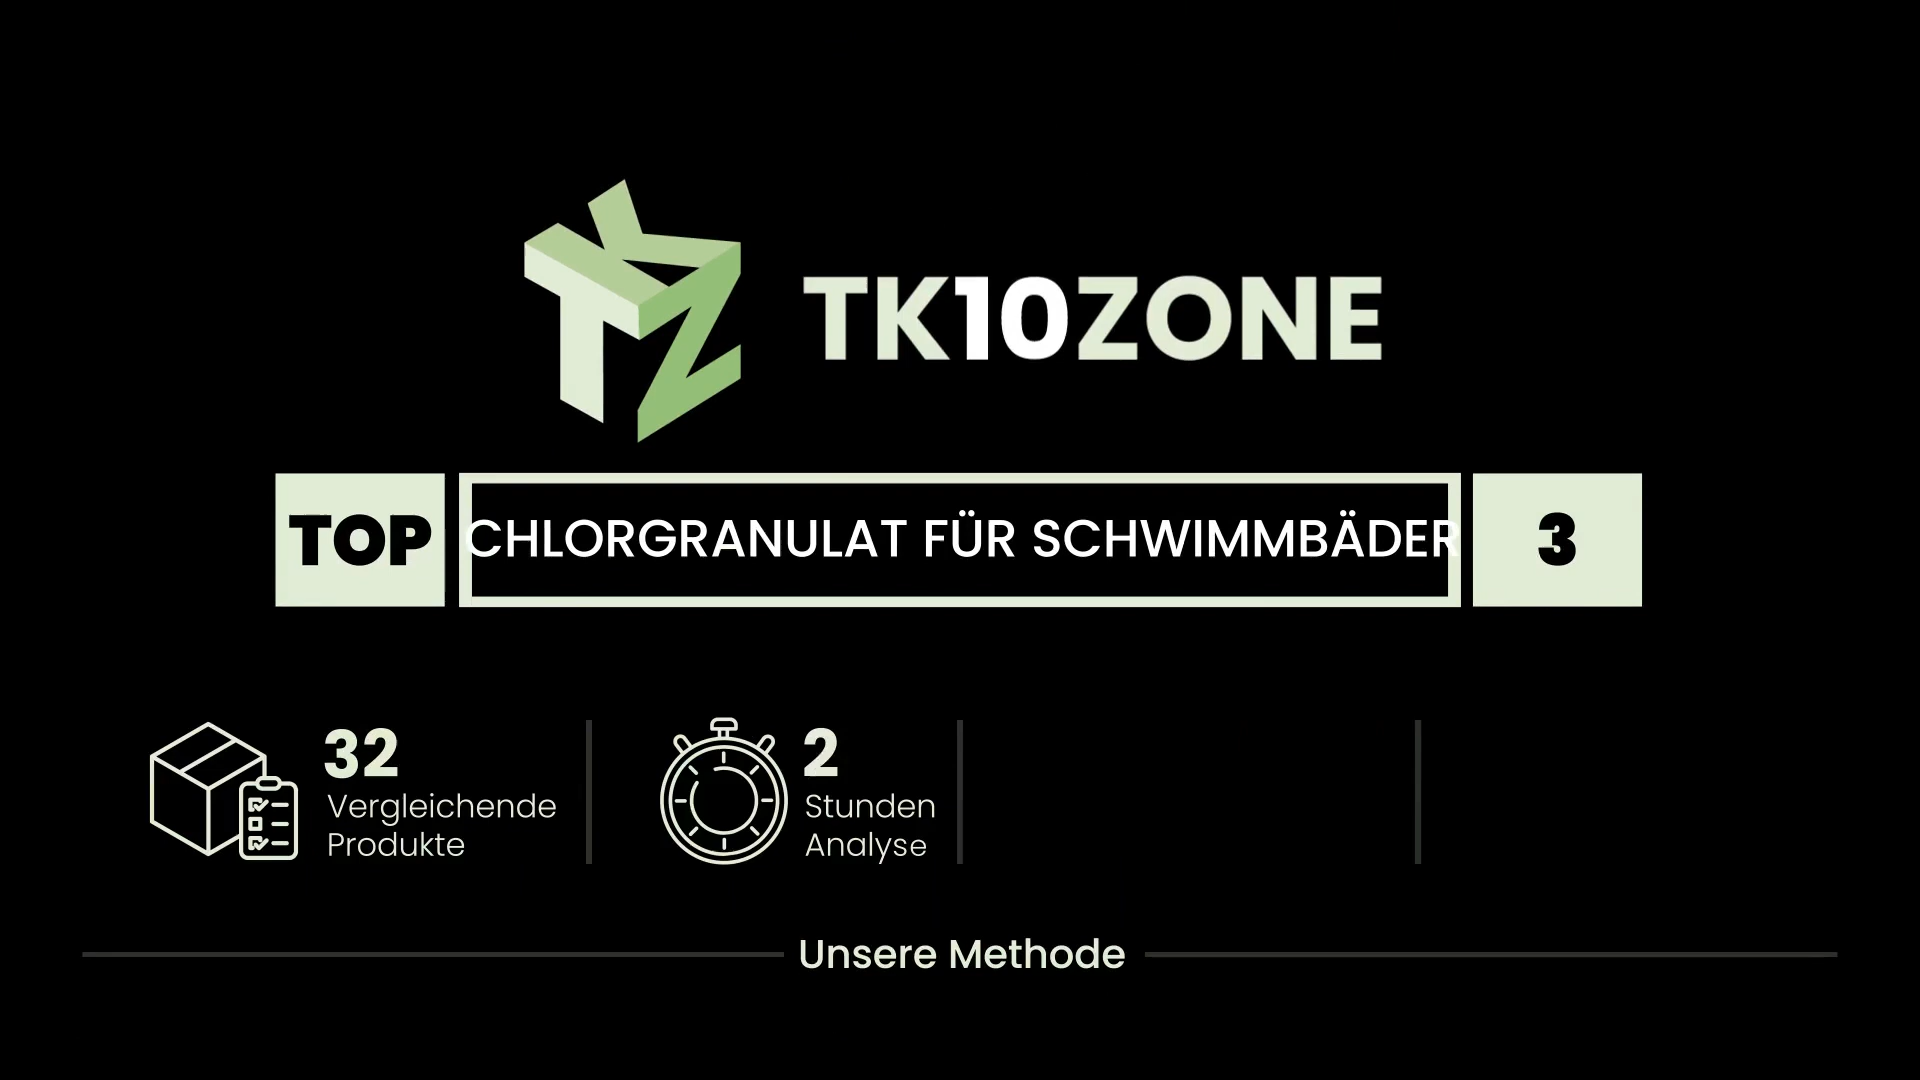 TK10ZONE
TOP CHLORGRANULAT FÜR SCHWIMMBÄDER 3
32
Vergleichende
Produkte
2
Stunden
Analyse
Unsere Methode